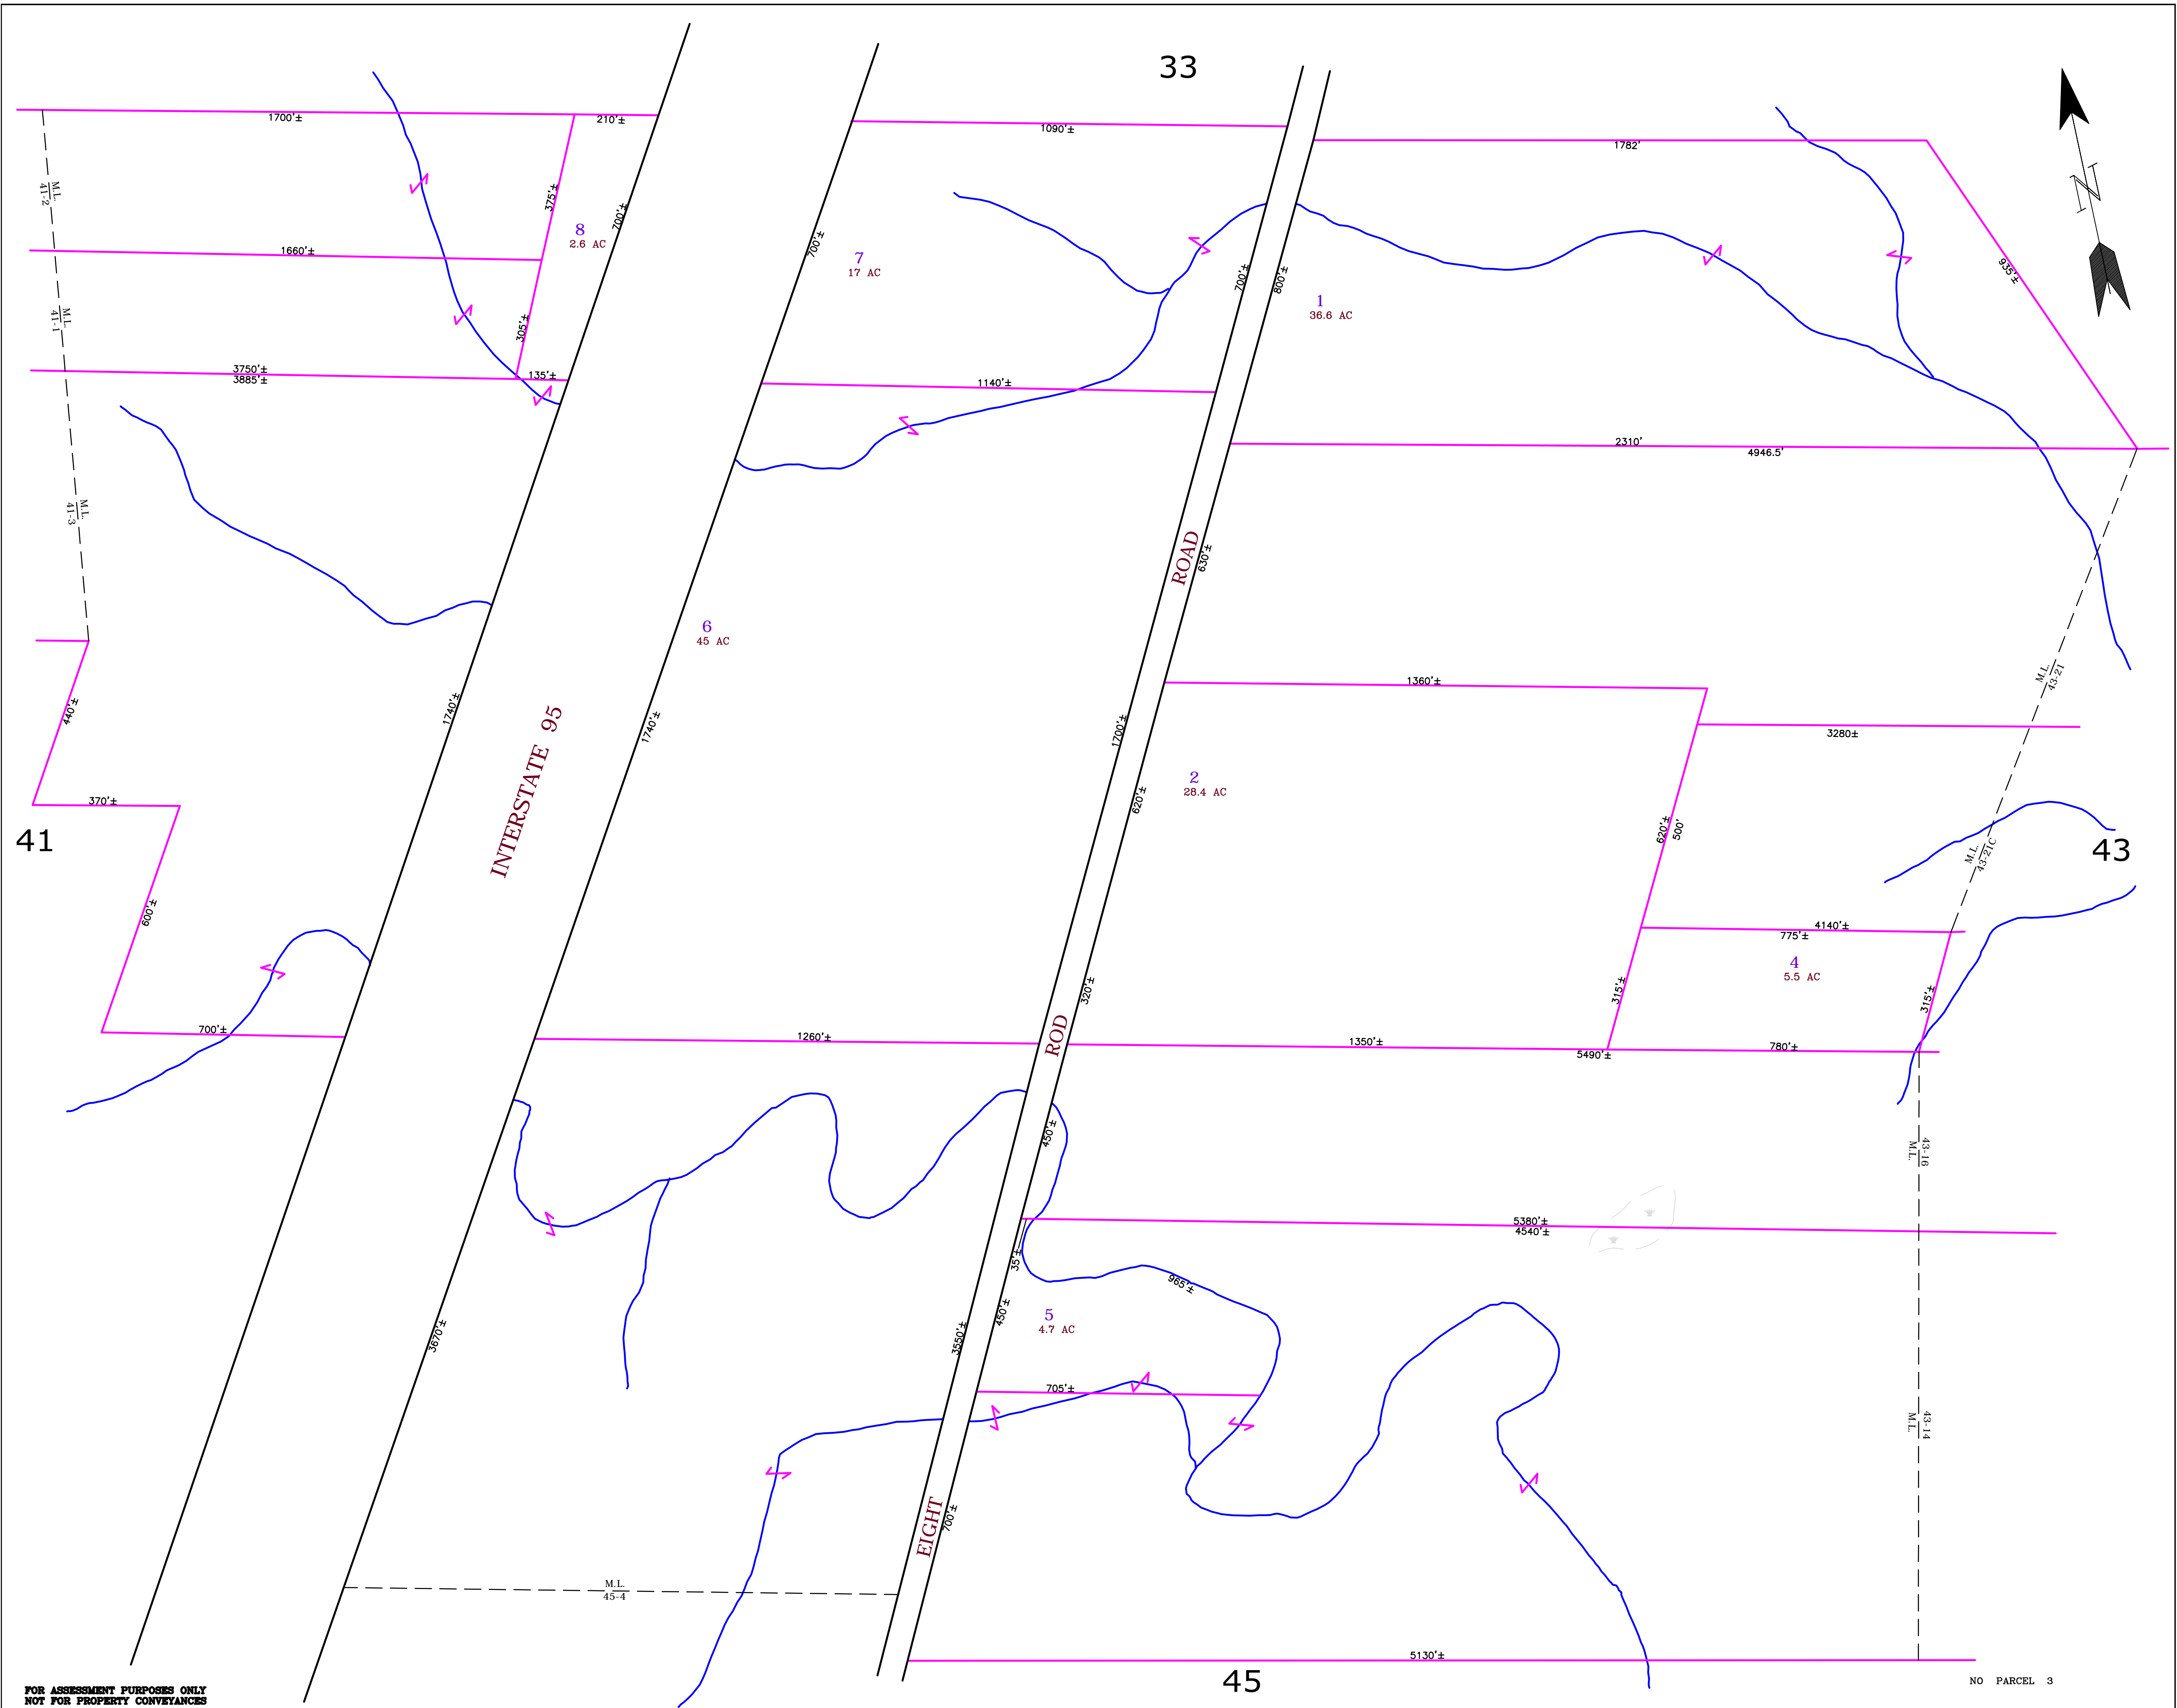 33
1700'±
210'±
1090'±
1782'
M.L.
41-2
375'±
700'±
8
2.6 AC
700'±
7
17 AC
700'±
800'±
1
36.6 AC
935'±
N
1660'±
M.L.
41-1
305'±
3750'±
3885'±
135'±
1140'±
2310'
4946.5'
M.L.
41-3
ROAD
630'±
6
45 AC
M.L.
43-21
440'±
1740'±
INTERSTATE 95
1740'±
1700'±
1360'±
3280±
2
28.4 AC
620'±
370'±
41
620'±
500'
M.L.
43-21C
43
600'±
4140'±
775'±
4
5.5 AC
320'±
315'±
315'±
700'±
1260'±
ROD
1350'±
5490'±
780'±
450'±
43-16
M.L.
5380'±
4540'±
35'±
965'±
450'±
5
4.7 AC
3670'±
3550'±
705'±
43-14
M.L.
EIGHT
700'±
M.L.
45-4
5130'±
45
NO PARCEL 3
FOR ASSESSMENT PURPOSES ONLY
NOT FOR PROPERTY CONVEYANCES